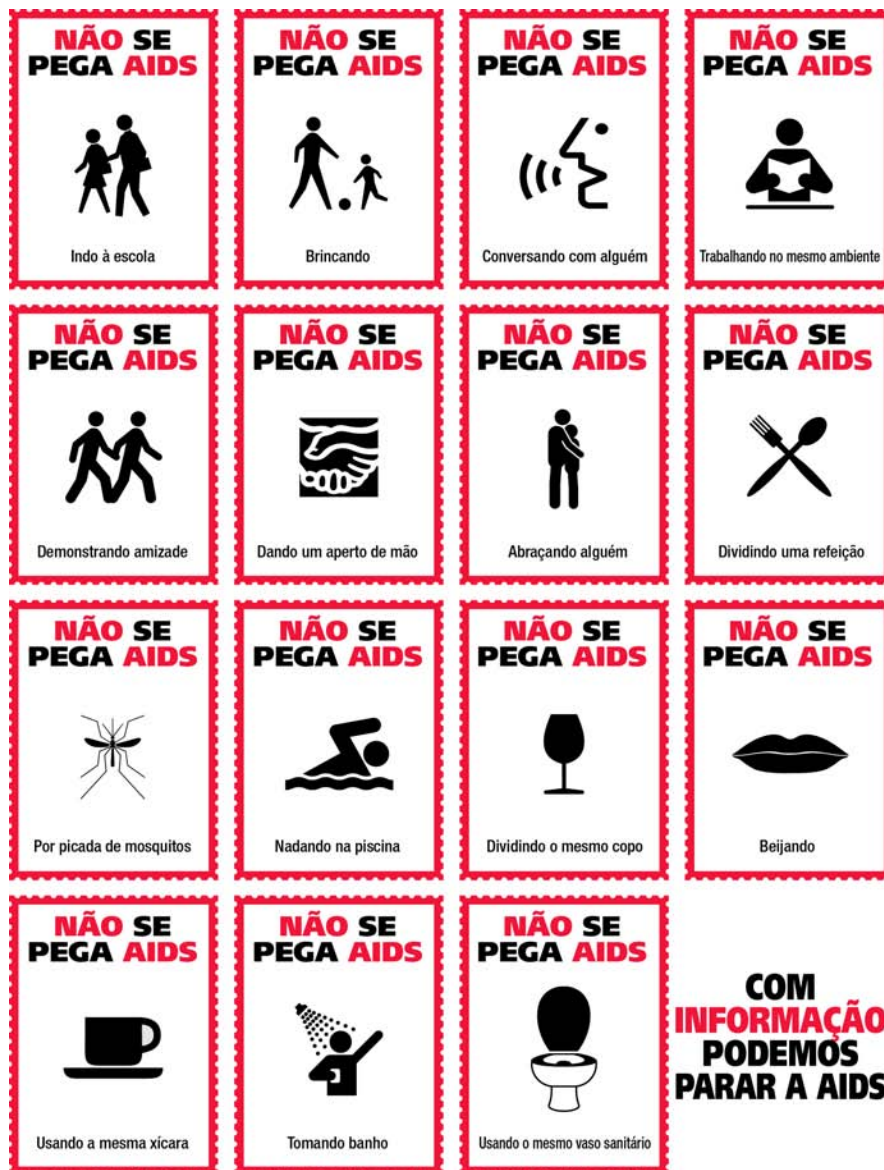 NÃO SE
PEGA AIDS
Indo à escola
NÃO SE
PEGA AIDS
Brincando
NÃO SE
PEGA AIDS
Conversando com alguém
NÃO SE
PEGA AIDS
Trabalhando no mesmo ambiente
NÃO SE
PEGA AIDS
Demonstrando amizade
NÃO SE
PEGA AIDS
Dando um aperto de mão
NÃO SE
PEGA AIDS
Abraçando alguém
NÃO SE
PEGA AIDS
Dividindo uma refeição
NÃO SE
PEGA AIDS
Por picada de mosquitos
NÃO SE
PEGA AIDS
Nadando na piscina
NÃO SE
PEGA AIDS
Dividindo o mesmo copo
NÃO SE
PEGA AIDS
Beijando
NÃO SE
PEGA AIDS
Usando a mesma xícara
NÃO SE
PEGA AIDS
Tomando banho
NÃO SE
PEGA AIDS
Usando o mesmo vaso sanitário
COM
INFORMAÇÃO
PODEMOS
PARAR A AIDS